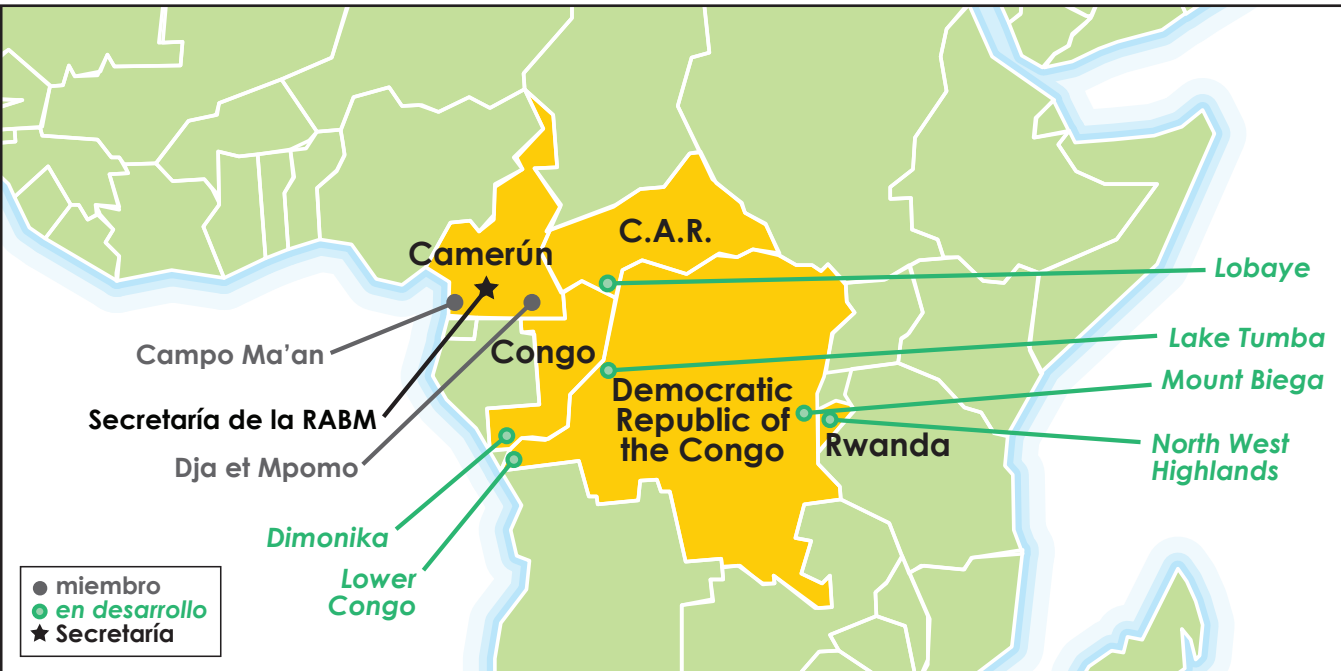 C.A.R.
Camerún
Lobaye
Lake Tumba
Campo Ma'an
Congo
Mount Biega
Democratic
Republic of
the Congo
Secretaría de la RABM
Rwanda
North West
Highlands
Dja et Mpomo
Dimonika
Lower
Congo
miembro
en desarrollo
Secretaría